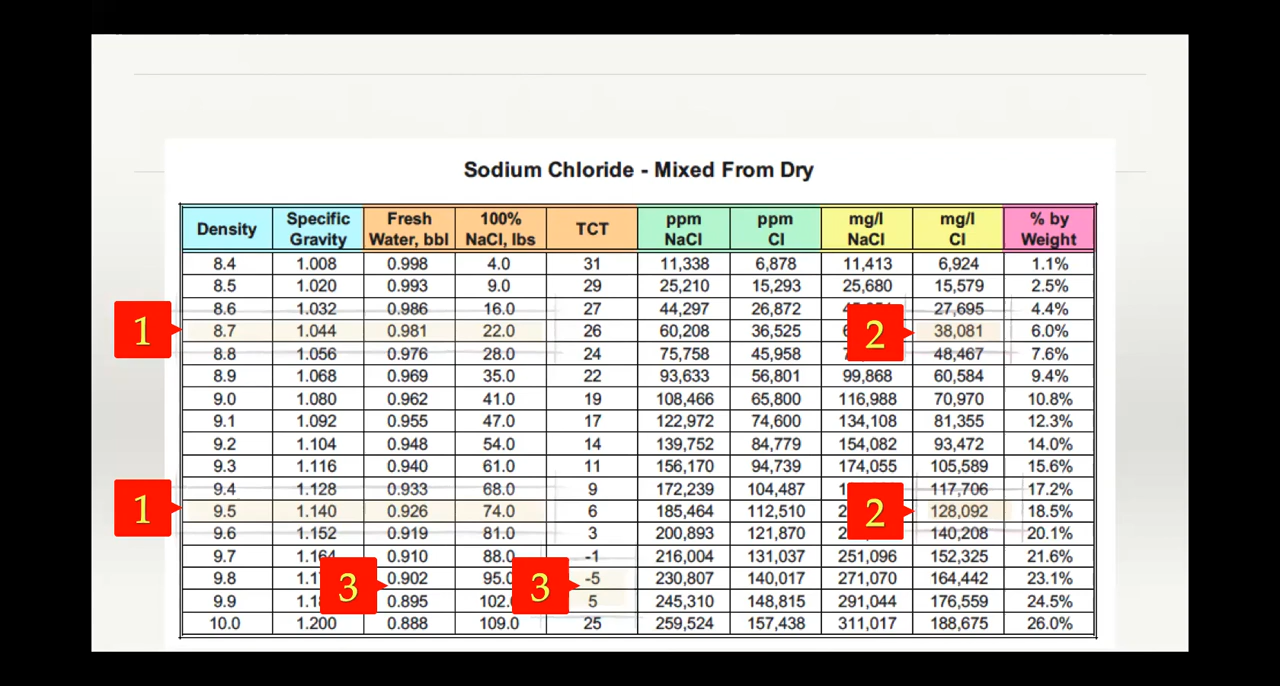 Sodium Chloride - Mixed From Dry
Density Specific Gravity Fresh Water, bbl 100% NaCl, lbs TCT ppm NaCl ppm Cl mg/l NaCl mg/l Cl % by Weight
8.4 1.008 0.998 4.0 31 11,338 6,878 11,413 6,924 1.1%
8.5 1.020 0.993 9.0 29 25,210 15,293 25,680 15,579 2.5%
8.6 1.032 0.986 16.0 27 44,297 26,872 27,695 4.4%
1 8.7 1.044 0.981 22.0 26 60,208 36,525 2 38,081 6.0%
8.8 1.056 0.976 28.0 24 75,758 45,958 48,467 7.6%
8.9 1.068 0.969 35.0 22 93,633 56,801 99,868 60,584 9.4%
9.0 1.080 0.962 41.0 19 108,466 65,800 116,988 70,970 10.8%
9.1 1.092 0.955 47.0 17 122,972 74,600 134,108 81,355 12.3%
9.2 1.104 0.948 54.0 14 139,752 84,779 154,082 93,472 14.0%
9.3 1.116 0.940 61.0 11 156,170 94,739 174,055 105,589 15.6%
9.4 1.128 0.933 68.0 9 172,239 104,487 117,706 17.2%
1 9.5 1.140 0.926 74.0 6 185,464 112,510 2 128,092 18.5%
9.6 1.152 0.919 81.0 3 200,893 121,870 140,208 20.1%
9.7 1.164 0.910 88.0 -1 216,004 131,037 251,096 152,325 21.6%
9.8 3 0.902 95.0 3 -5 230,807 140,017 271,070 164,442 23.1%
9.9 0.895 102. 5 245,310 148,815 291,044 176,559 24.5%
10.0 1.200 0.888 109.0 25 259,524 157,438 311,017 188,675 26.0%